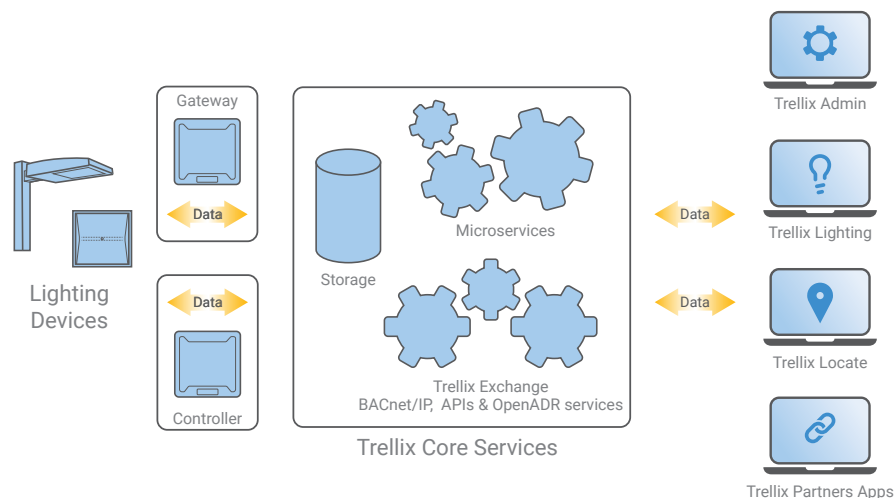 Gateway
Data
Lighting
Devices
Data
Controller
Storage
Microservices
Trellix Exchange
BACnet/IP, APIs & OpenADR services
Trellix Core Services
Data
Data
Trellix Admin
Trellix Lighting
Trellix Locate
Trellix Partners Apps